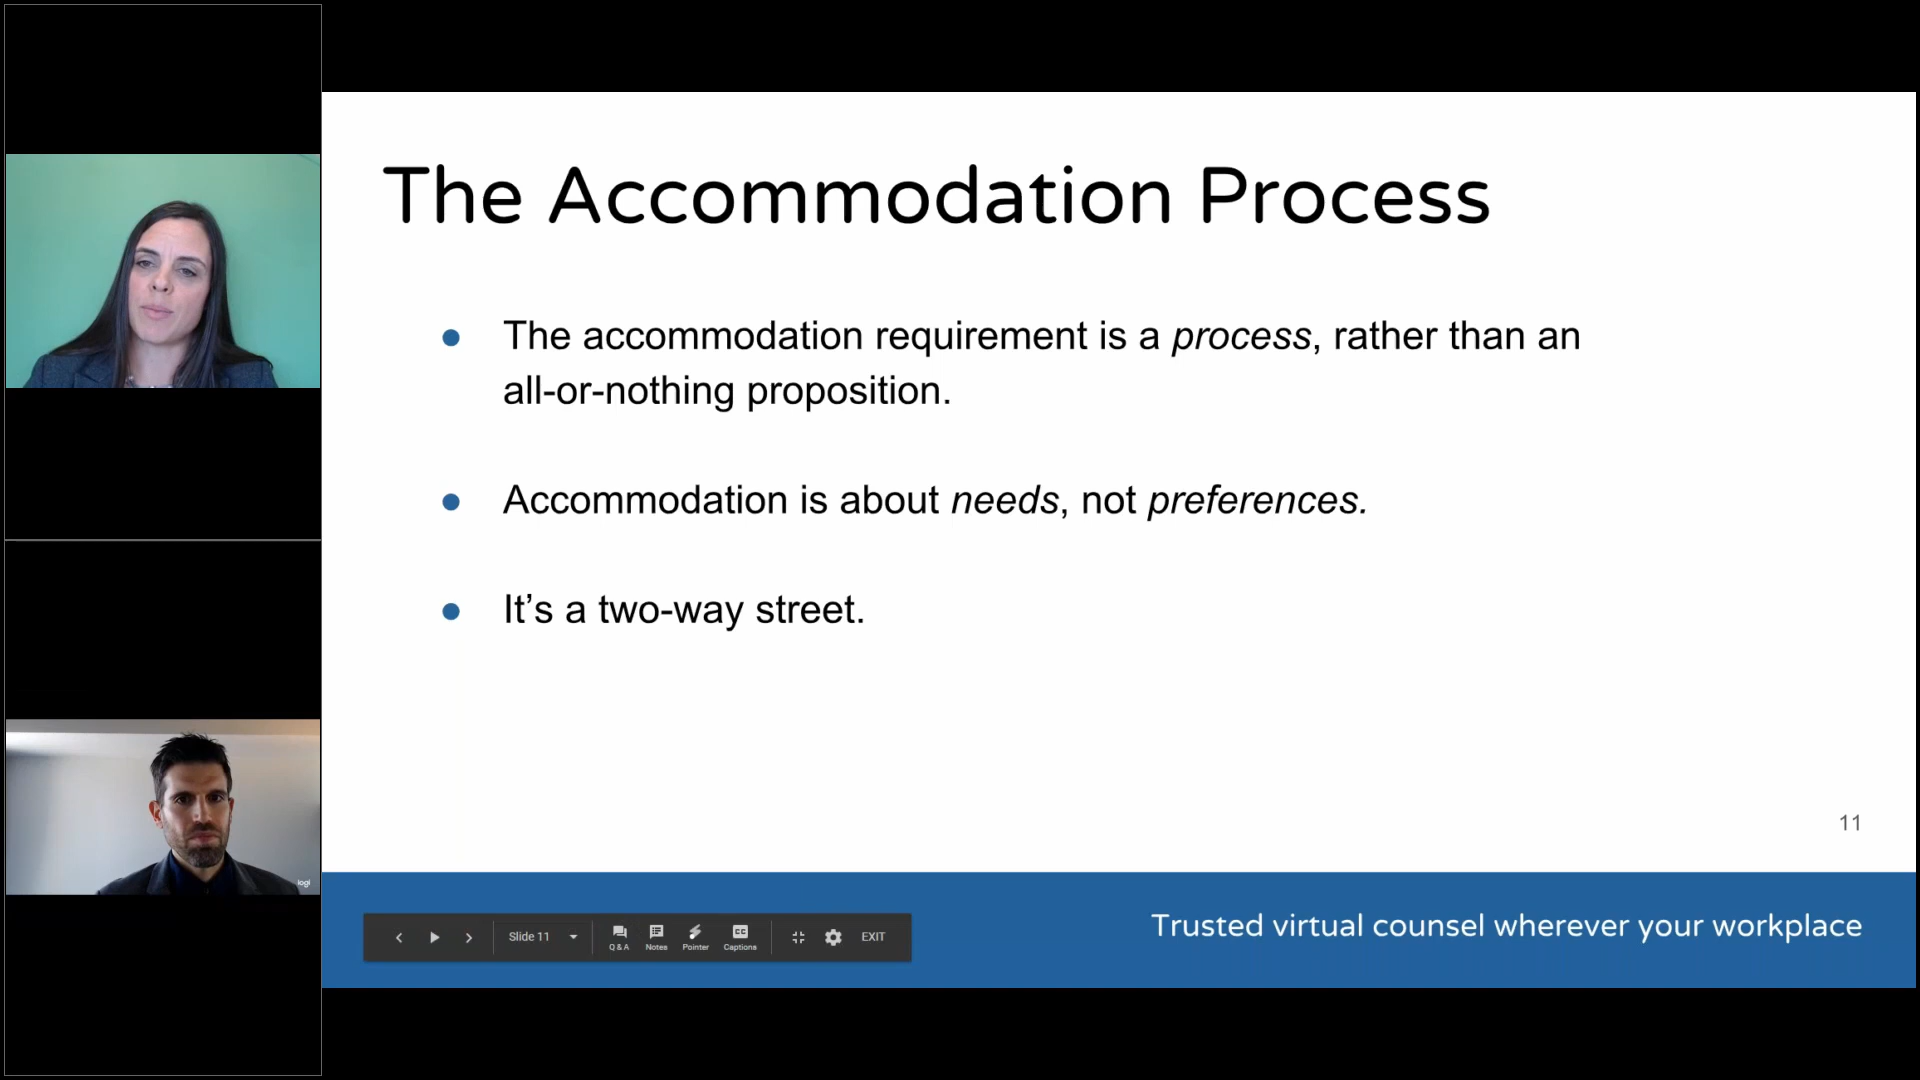 The Accommodation Process
The accommodation requirement is a process, rather than an
all-or-nothing proposition.
Accommodation is about needs, not preferences.
It’s a two-way street.
11
logi
Trusted virtual counsel wherever your workplace
Slide 11
Q & A
Notes
Pointer
CC
Captions
EXIT